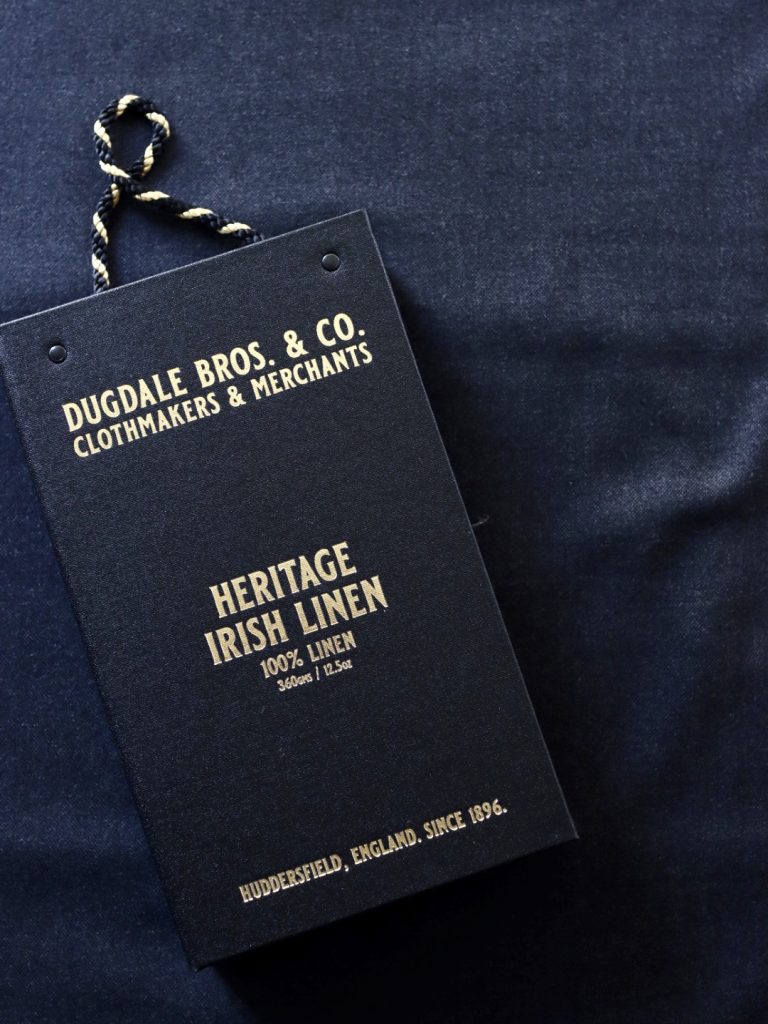 DUGDALE BROS. & CO.
CLOTHMAKERS & MERCHANTS
HERITAGE
IRISH LINEN
100% LINEN
360GMS / 12.5OZ
HUDDERSFIELD, ENGLAND. SINCE 1896.